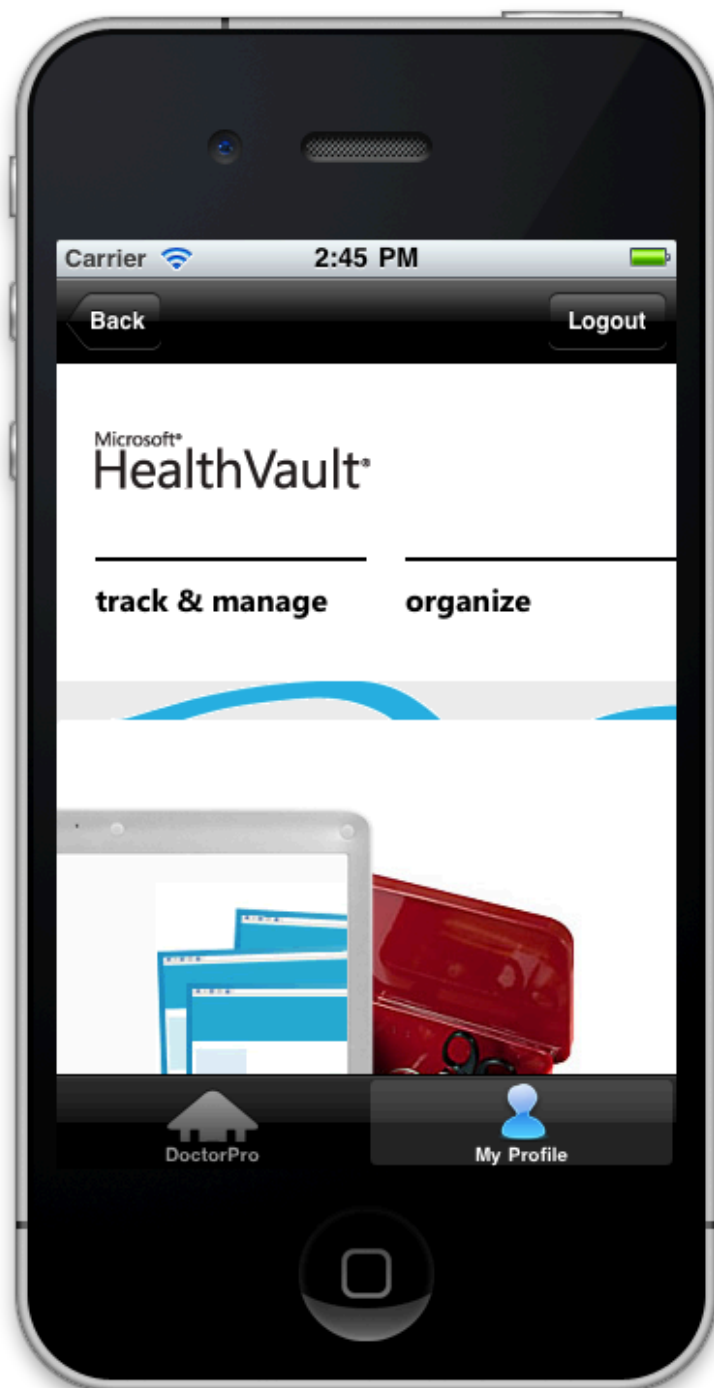 Carrier 2:45 PM
Back Logout
Microsoft®
HealthVault®
track & manage organize
DoctorPro My Profile